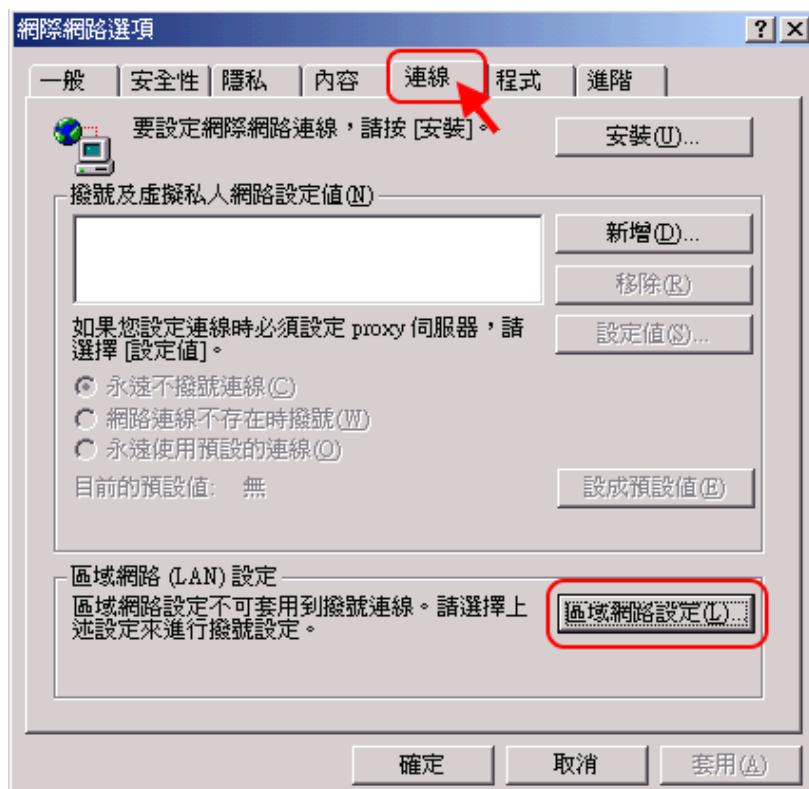 網際網路選項
一般 安全性 隱私 內容 連線 程式 進階
要設定網際網路連線，請按 [安裝]。
安裝(U)...
撥號及虛擬私人網路設定值(N)
新增(D)...
移除(R)
如果您設定連線時必須設定 proxy 伺服器，請
選擇 [設定值]。
設定值(S)...
永遠不撥號連線(C)
網路連線不存在時撥號(W)
永遠使用預設的連線(O)
目前的預設值: 無
設成預設值(E)
區域網路 (LAN) 設定
區域網路設定不可套用到撥號連線。請選擇上
述設定來進行撥號設定。
區域網路設定(L)...
確定 取消 套用(A)